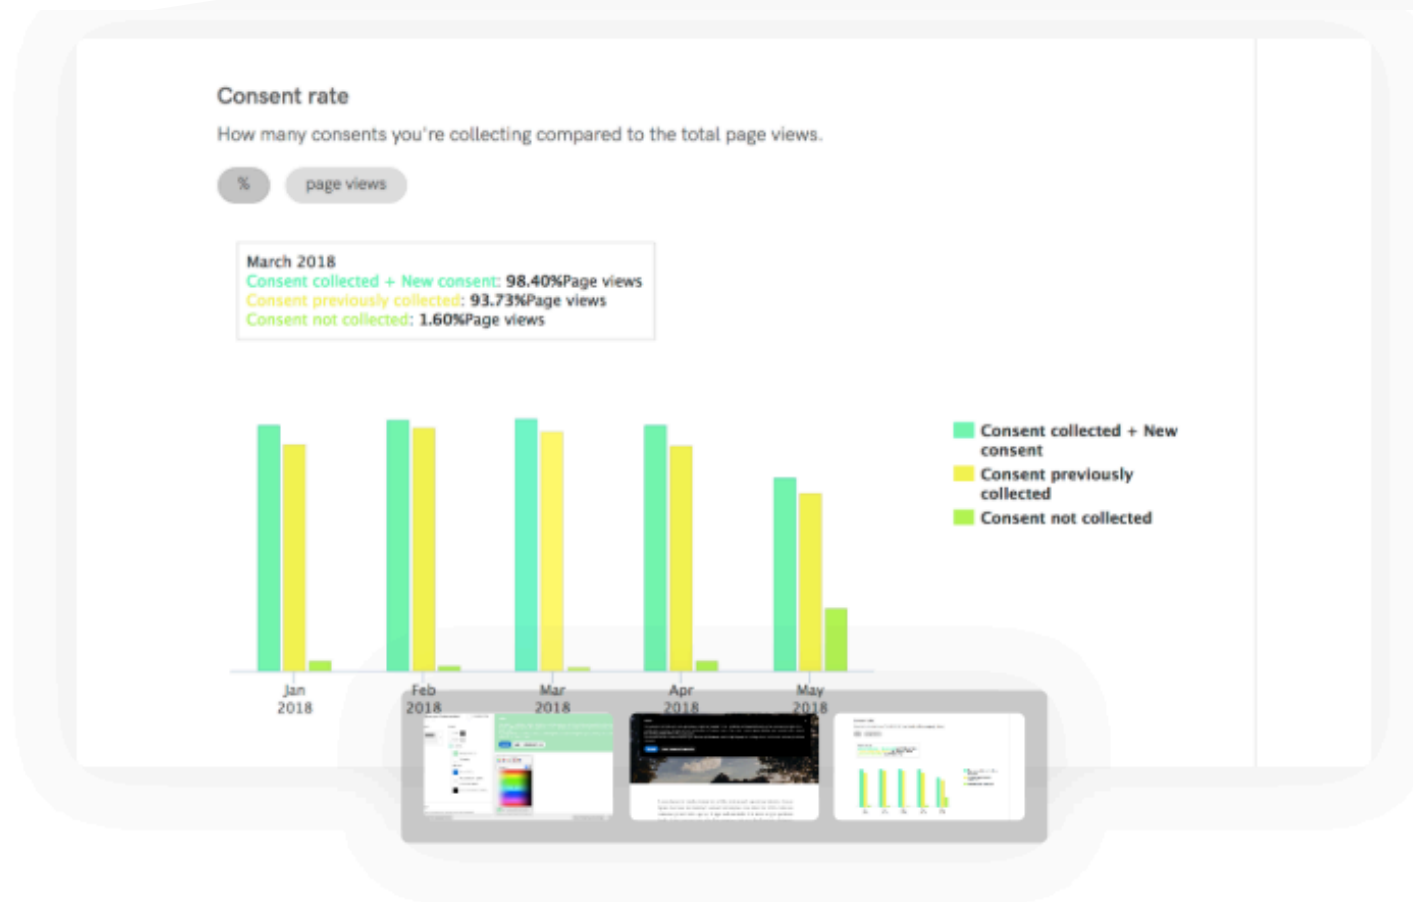 Consent rate
How many consents you're collecting compared to the total page views.
%
page views
March 2018
Consent collected + New consent: 98.40%Page views
Consent previously collected: 93.73%Page views
Consent not collected: 1.60%Page views
Consent collected + New
consent
Consent previously
collected
Consent not collected
Jan
2018
Feb
2018
Mar
2018
Apr
2018
May
2018